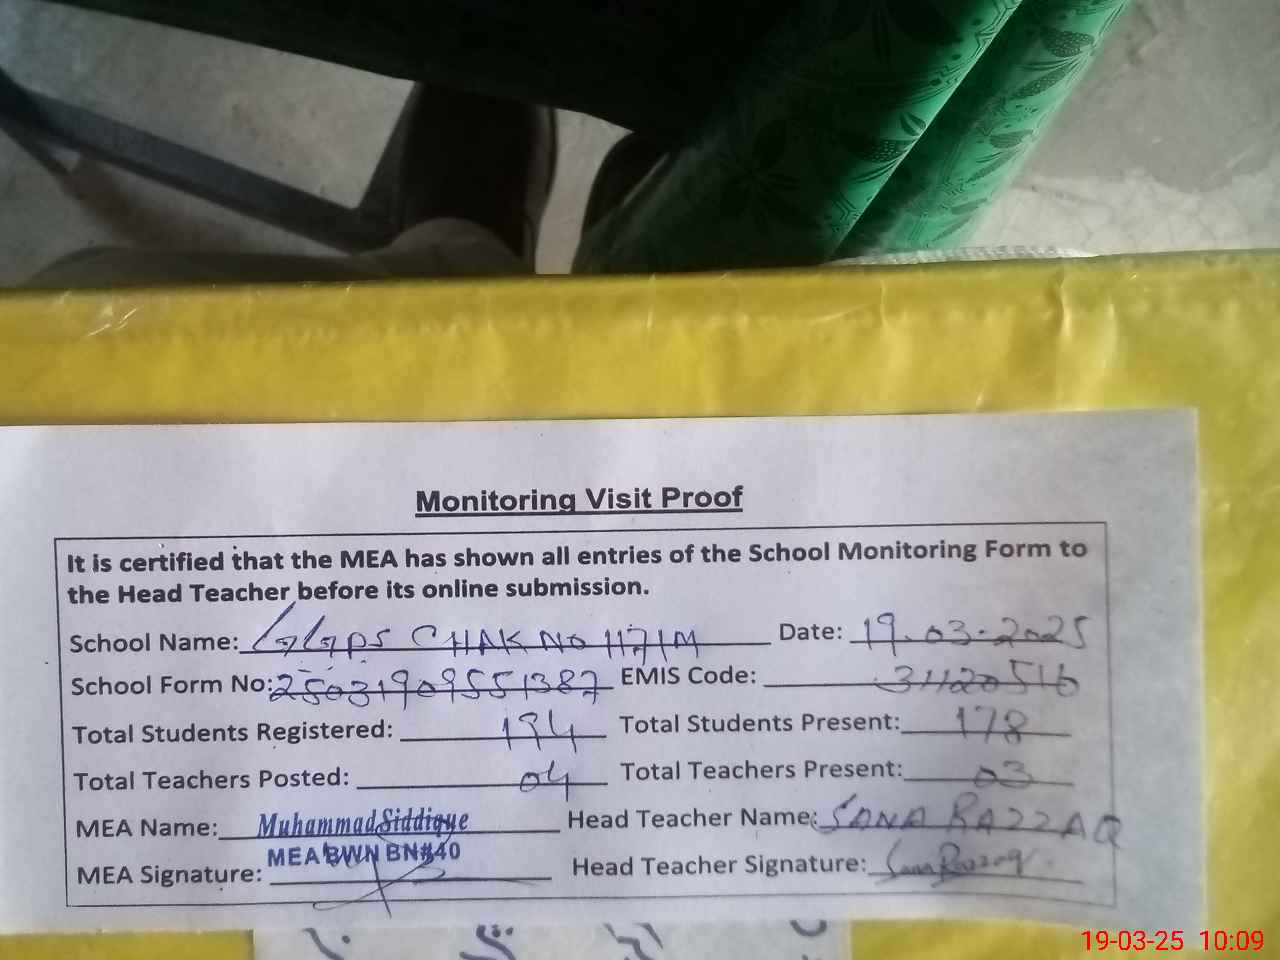 Monitoring Visit Proof
It is certified that the MEA has shown all entries of the School Monitoring Form to
the Head Teacher before its online submission.
School Name: GGPS CHAK NO 117/M Date: 19.03.2025
School Form No: 25031909551387 EMIS Code: 31120516
Total Students Registered: 194 Total Students Present: 178
Total Teachers Posted: 04 Total Teachers Present: 03
MEA Name: Muhammad Siddique Head Teacher Name: SANA RAZZAQ
MEA BWN BN#40
MEA Signature: Head Teacher Signature: Sana Razzaq
19-03-25 10:09